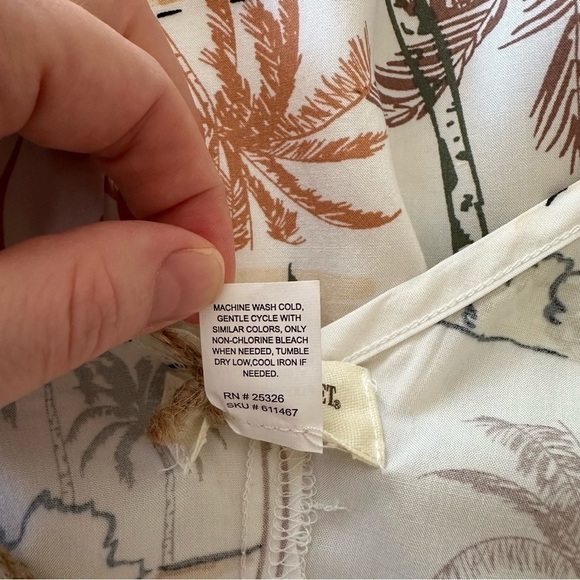 MACHINE WASH COLD,
GENTLE CYCLE WITH
SIMILAR COLORS, ONLY
NON-CHLORINE BLEACH
WHEN NEEDED, TUMBLE
DRY LOW,COOL IRON IF
NEEDED.
RN # 25326
SKU # 611467